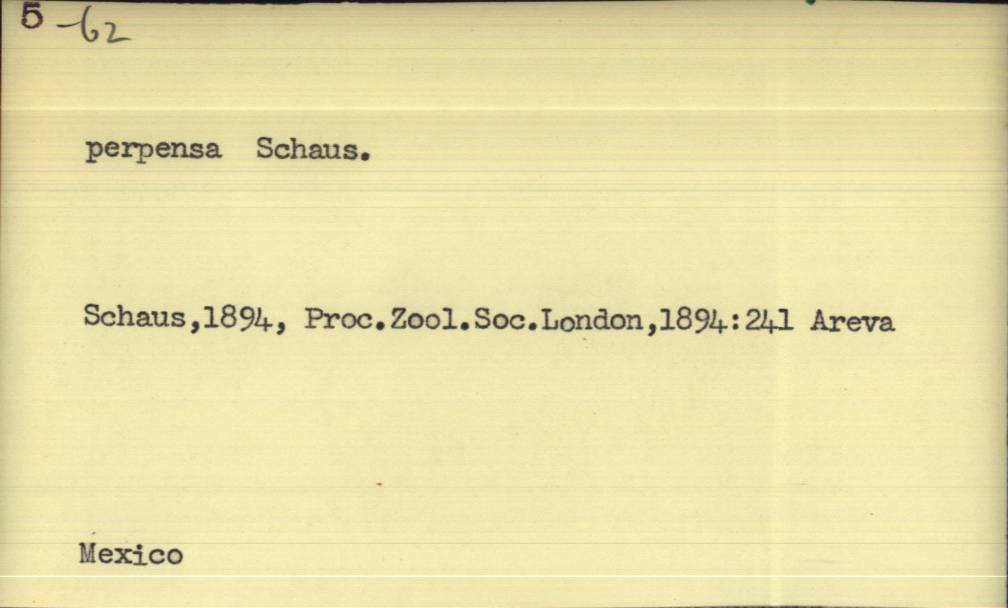 5 -62
perpensa Schaus.
Schaus,1894, Proc.Zool.Soc.London,1894:241 Areva
Mexico